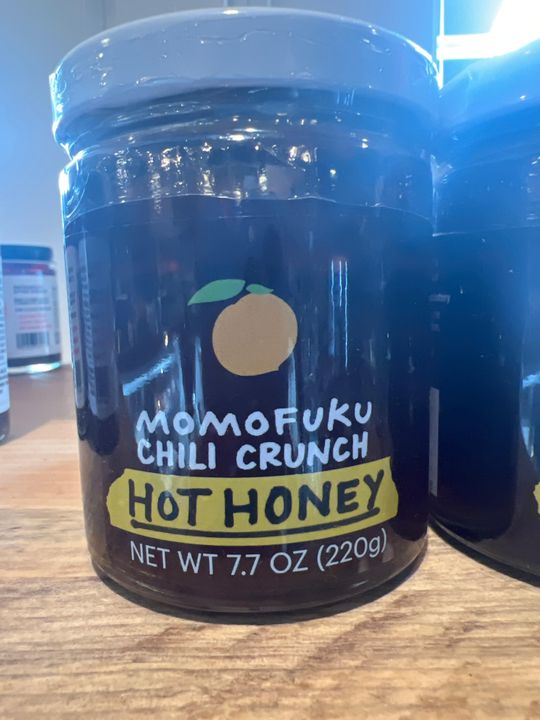 MOMOFUKU
CHILI CRUNCH
HOT HONEY
NET WT 7.7 OZ (220g)